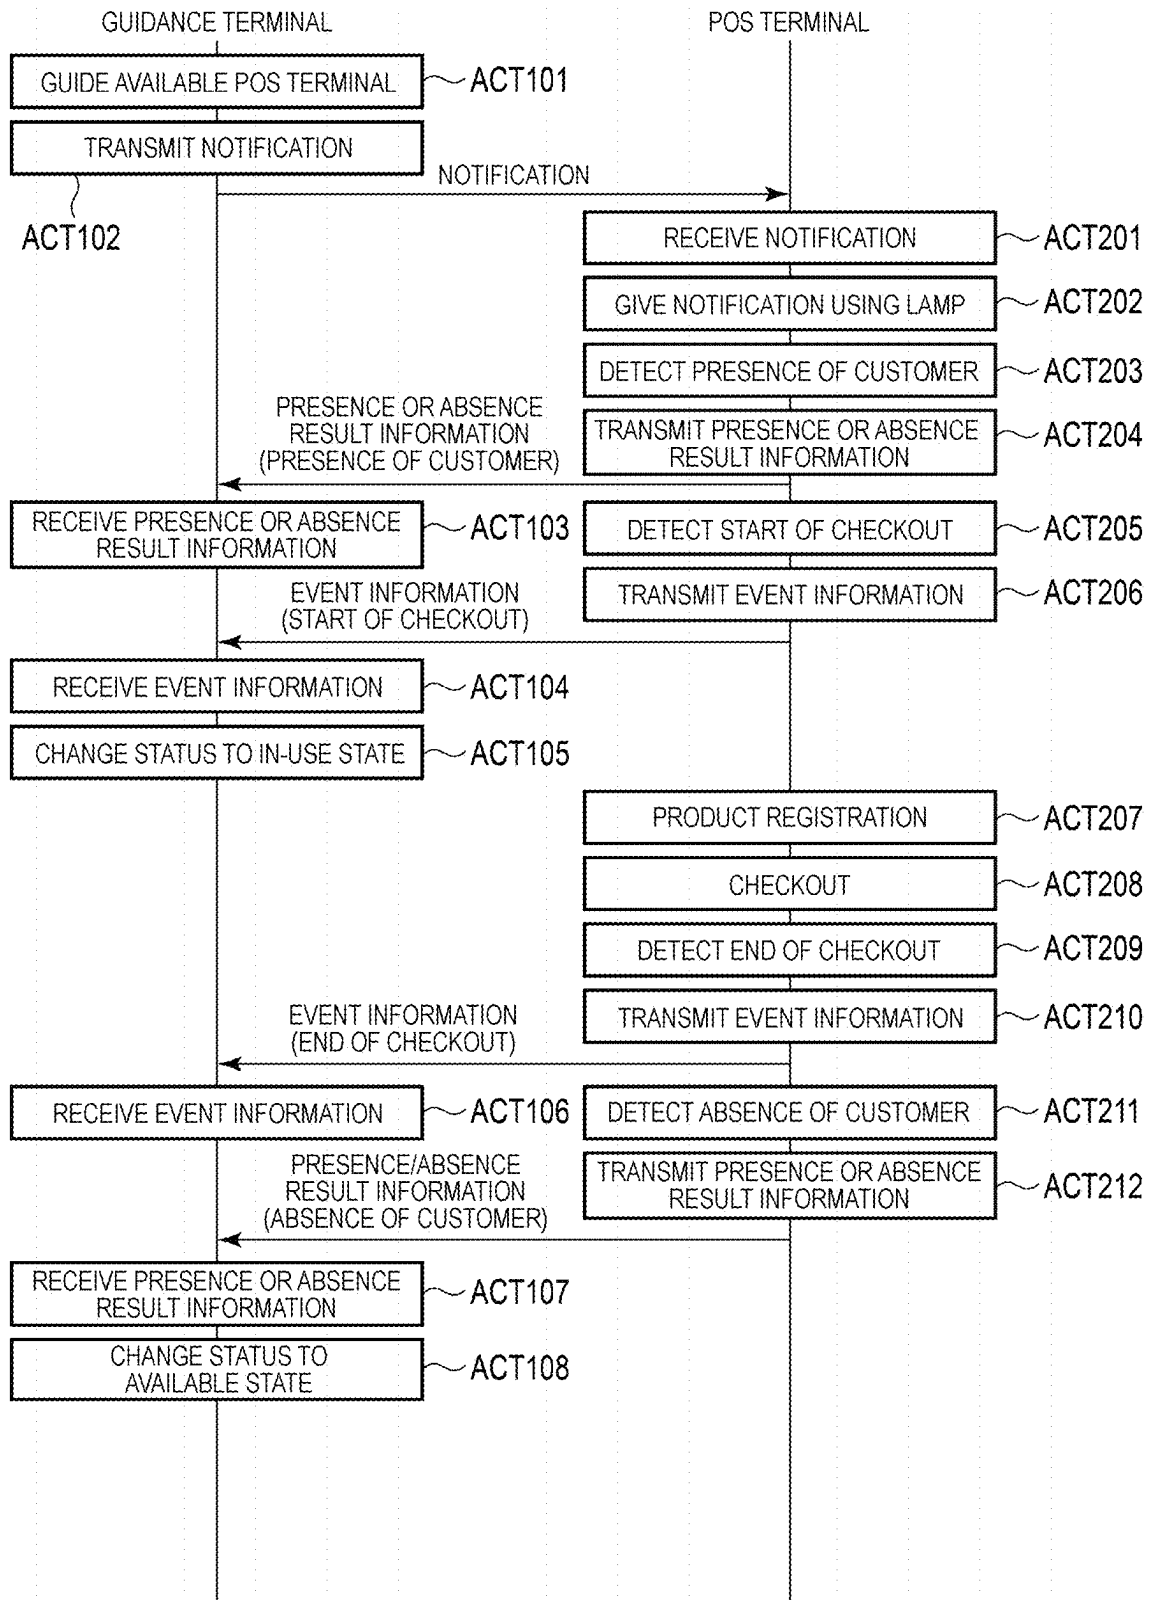 GUIDANCE TERMINAL
POS TERMINAL
GUIDE AVAILABLE POS TERMINAL
ACT101
TRANSMIT NOTIFICATION
ACT102
NOTIFICATION
RECEIVE NOTIFICATION
ACT201
GIVE NOTIFICATION USING LAMP
ACT202
DETECT PRESENCE OF CUSTOMER
ACT203
TRANSMIT PRESENCE OR ABSENCE
RESULT INFORMATION
ACT204
PRESENCE OR ABSENCE
RESULT INFORMATION
(PRESENCE OF CUSTOMER)
RECEIVE PRESENCE OR ABSENCE
RESULT INFORMATION
ACT103
DETECT START OF CHECKOUT
ACT205
TRANSMIT EVENT INFORMATION
ACT206
EVENT INFORMATION
(START OF CHECKOUT)
RECEIVE EVENT INFORMATION
ACT104
CHANGE STATUS TO IN-USE STATE
ACT105
PRODUCT REGISTRATION
ACT207
CHECKOUT
ACT208
DETECT END OF CHECKOUT
ACT209
TRANSMIT EVENT INFORMATION
ACT210
EVENT INFORMATION
(END OF CHECKOUT)
RECEIVE EVENT INFORMATION
ACT106
DETECT ABSENCE OF CUSTOMER
ACT211
TRANSMIT PRESENCE OR ABSENCE
RESULT INFORMATION
ACT212
PRESENCE/ABSENCE
RESULT INFORMATION
(ABSENCE OF CUSTOMER)
RECEIVE PRESENCE OR ABSENCE
RESULT INFORMATION
ACT107
CHANGE STATUS TO
AVAILABLE STATE
ACT108